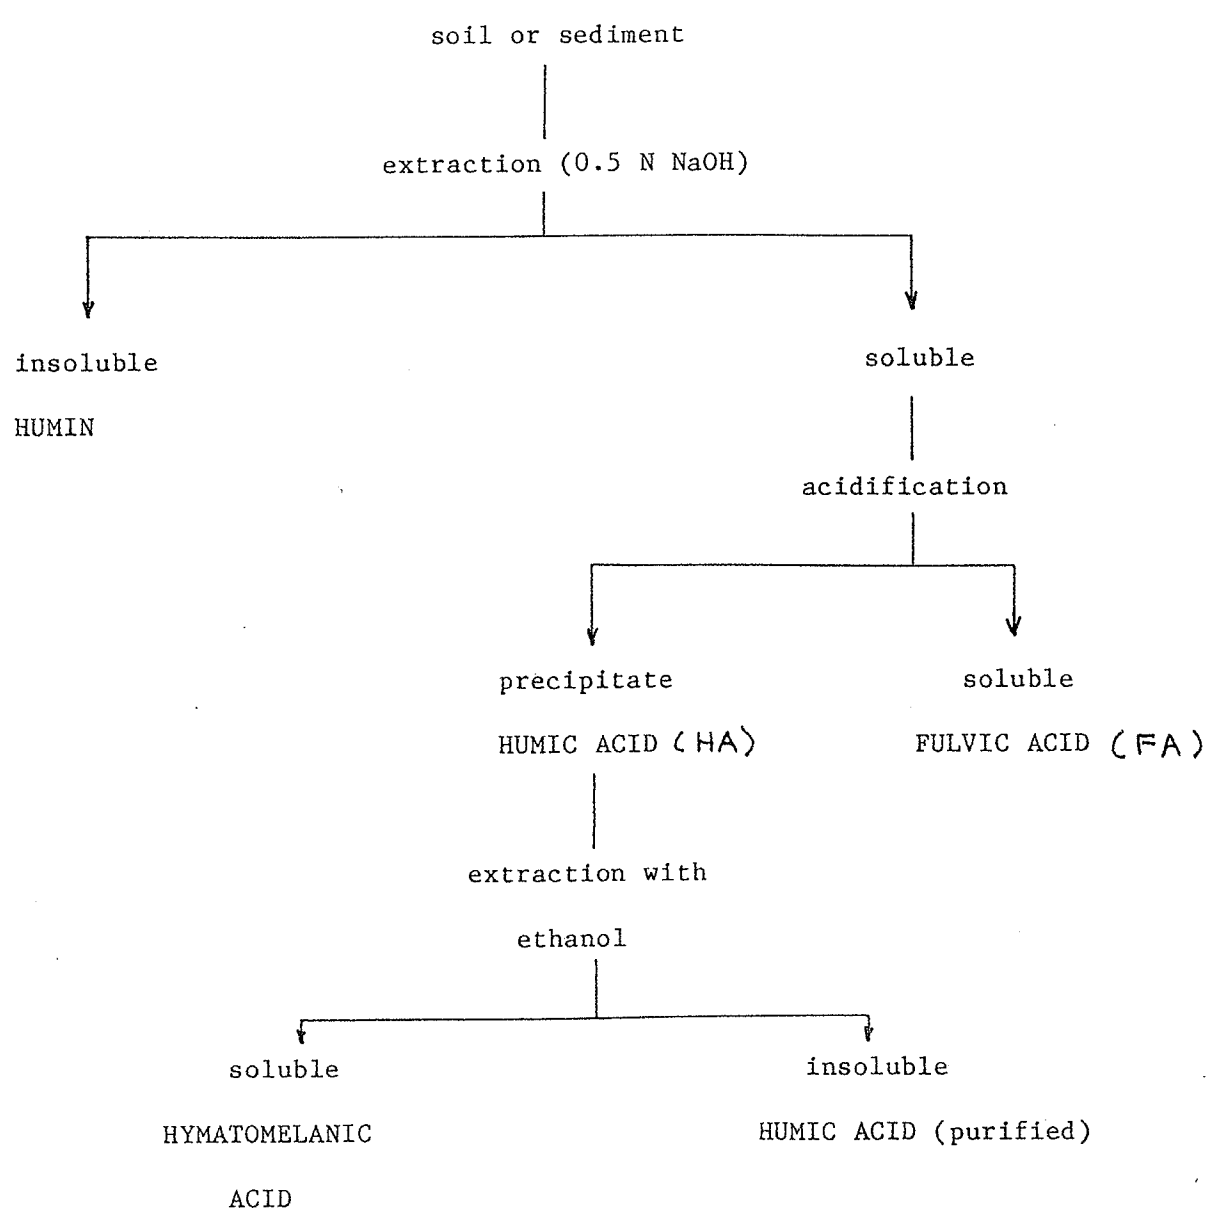 soil or sediment
extraction (0.5 N NaOH)
insoluble
HUMIN
soluble
acidification
precipitate
HUMIC ACID (HA)
soluble
FULVIC ACID (FA)
extraction with
ethanol
soluble
HYMATOMELANIC
ACID
insoluble
HUMIC ACID (purified)